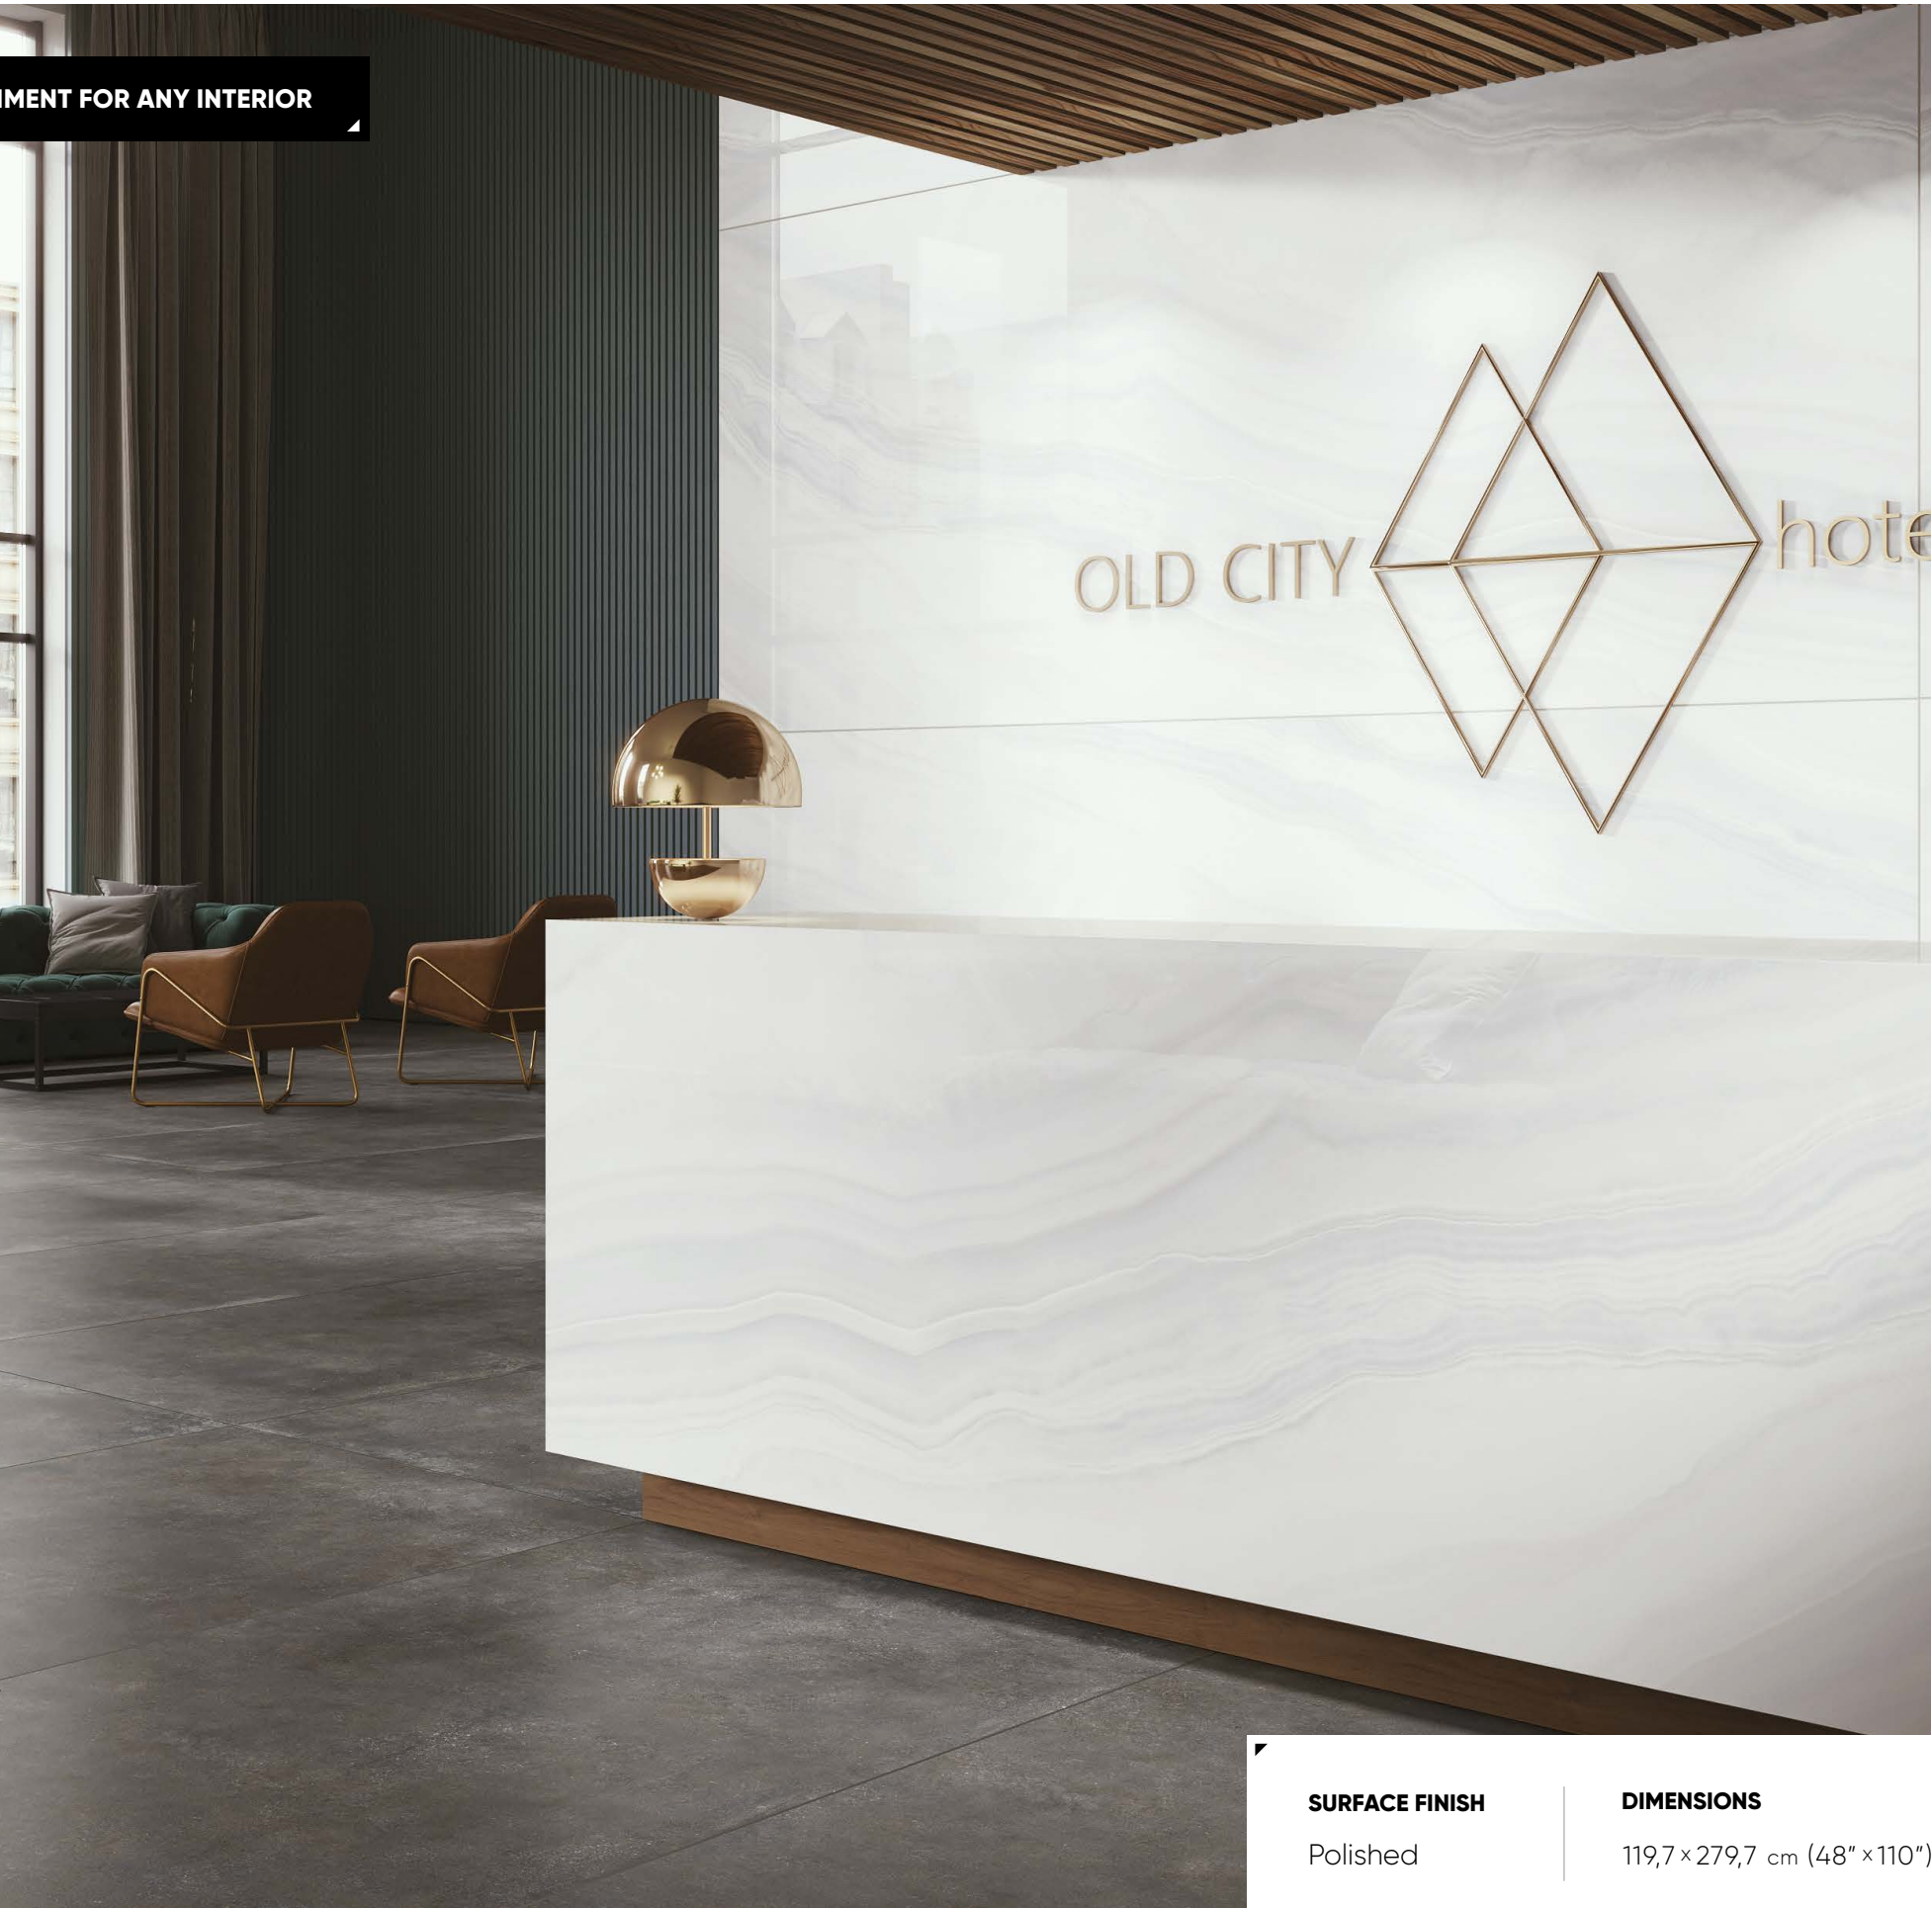 IMENT FOR ANY INTERIOR
OLD CITY
hote
SURFACE FINISH
Polished
DIMENSIONS
119,7 × 279,7 cm (48" × 110")